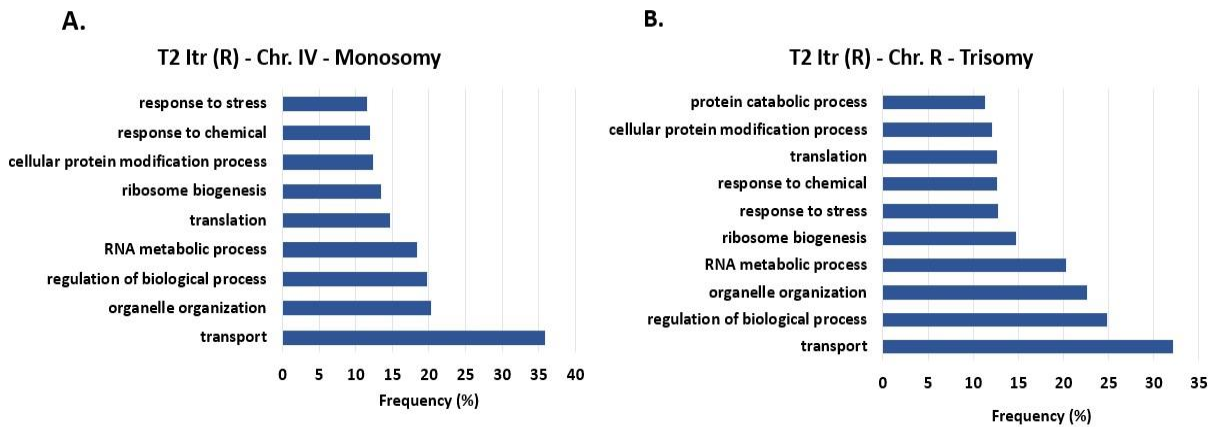 A.
T2 Itr (R) - Chr. IV - Monosomy
response to stress
response to chemical
cellular protein modification process
ribosome biogenesis
translation
RNA metabolic process
regulation of biological process
organelle organization
transport
0 5 10 15 20 25 30 35 40
Frequency (%)
B.
T2 Itr (R) - Chr. R - Trisomy
protein catabolic process
cellular protein modification process
translation
response to chemical
response to stress
ribosome biogenesis
RNA metabolic process
organelle organization
regulation of biological process
transport
0 5 10 15 20 25 30 35
Frequency (%)